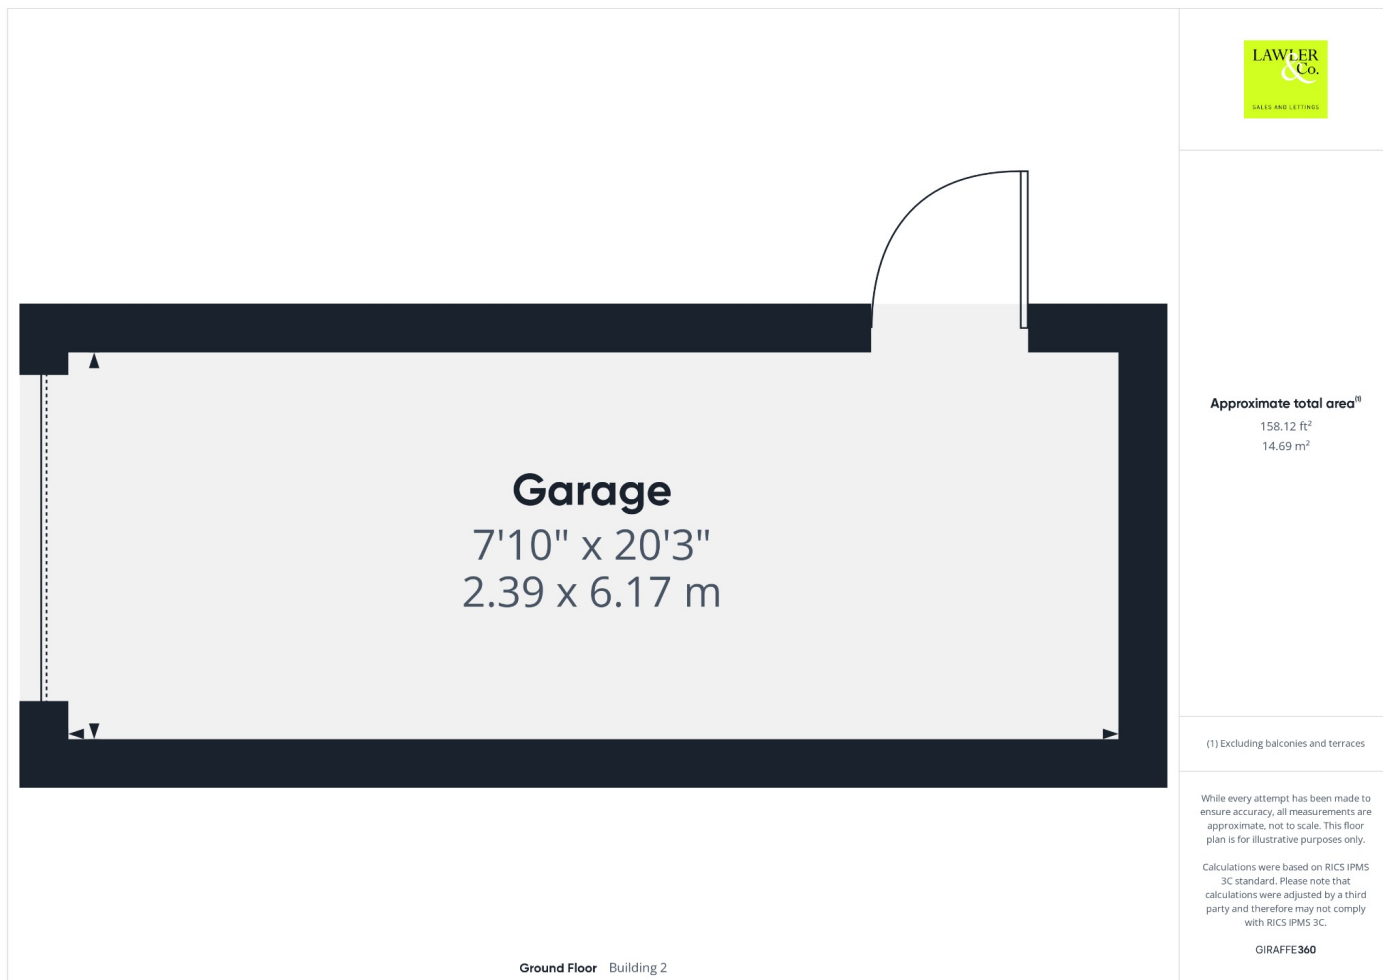 LAWLER
& Co.
SALES AND LETTINGS
Garage
7'10" x 20'3"
2.39 x 6.17 m
Approximate total area(1)
158.12 ft²
14.69 m²
(1) Excluding balconies and terraces
While every attempt has been made to
ensure accuracy, all measurements are
approximate, not to scale. This floor
plan is for illustrative purposes only.
Calculations were based on RICS IPMS
3C standard. Please note that
calculations were adjusted by a third
party and therefore may not comply
with RICS IPMS 3C.
GIRAFFE360
Ground Floor Building 2